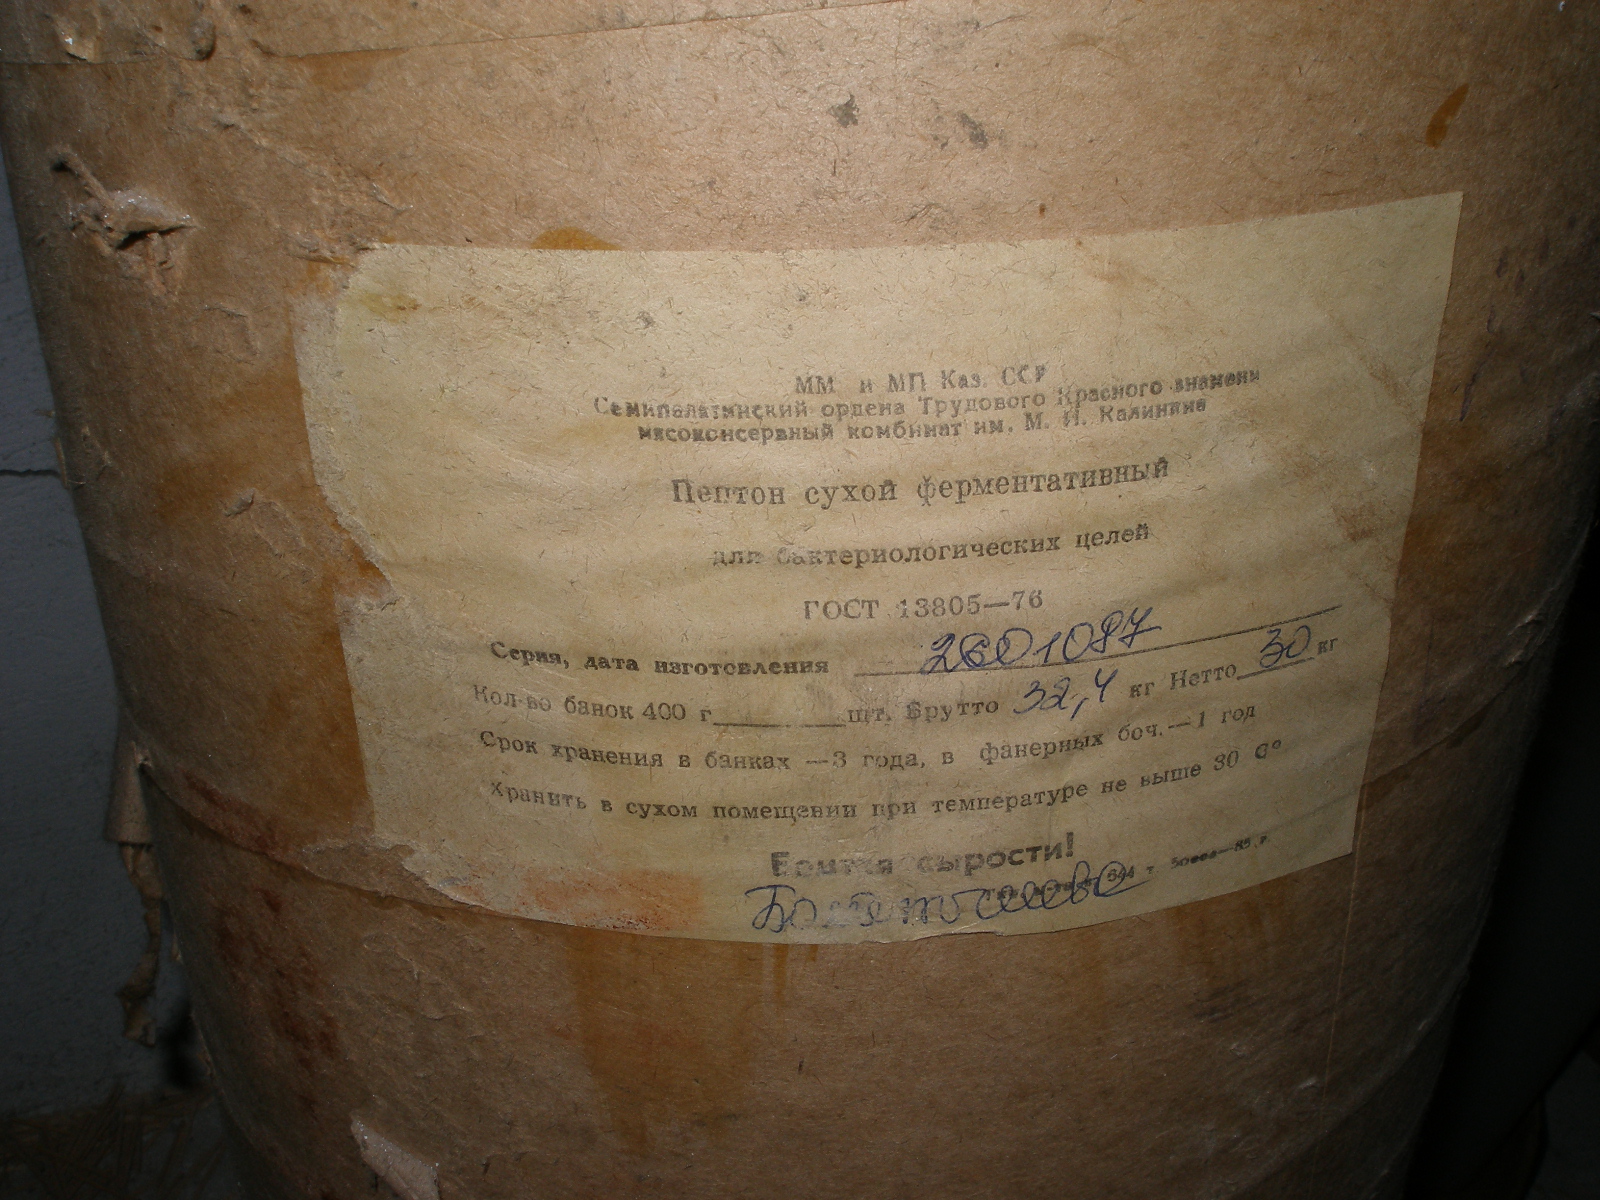 ММ и МП Каз. ССР
Семипалатинский ордена Трудового Красного знамени
мясоконсервный комбинат им. М. И. Калинина
Пептон сухой ферментативный
для бактериологических целей
ГОСТ 13805—76
Серия, дата изготовления 2601087
Кол-во банок 400 г шт. Брутто 32,4 кг Нетто 30 кг
Срок хранения в банках —3 года, в фанерных боч.—1 год
Хранить в сухом помещении при температуре не выше 30 С°
Боится сырости!